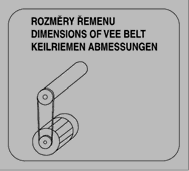 ROZMĚRY ŘEMENU
DIMENSIONS OF VEE BELT
KEILRIEMEN ABMESSUNGEN